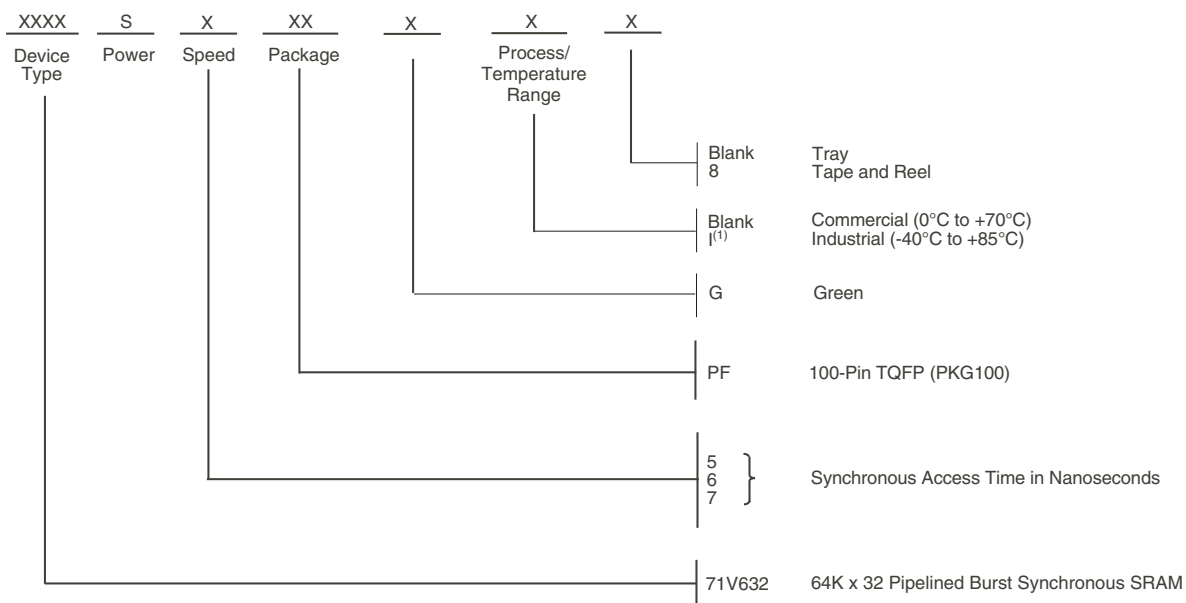 XXXX S X XX X X X
Device Type Power Speed Package Process/ Temperature Range
Blank Tray
8 Tape and Reel
Blank Commercial (0°C to +70°C)
I(1) Industrial (-40°C to +85°C)
G Green
PF 100-Pin TQFP (PKG100)
5
6 Synchronous Access Time in Nanoseconds
7
71V632 64K x 32 Pipelined Burst Synchronous SRAM